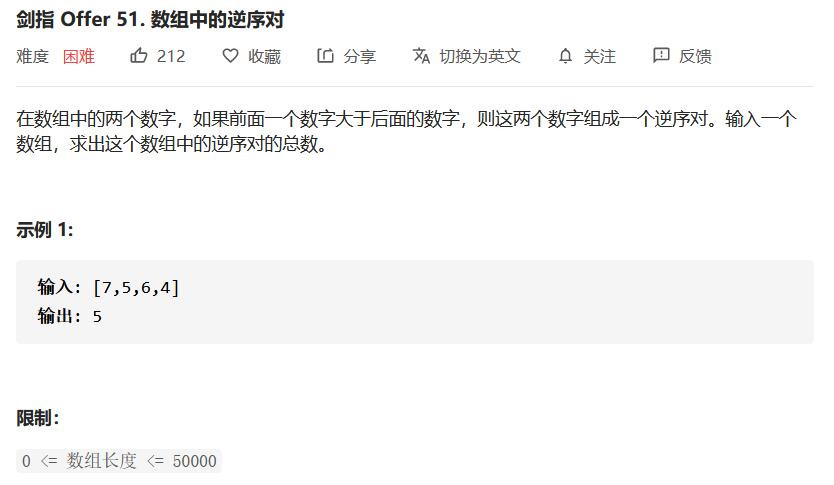 剑指 Offer 51. 数组中的逆序对
难度 困难 212 收藏 分享 切换为英文 关注 反馈
在数组中的两个数字，如果前面一个数字大于后面的数字，则这两个数字组成一个逆序对。输入一个
数组，求出这个数组中的逆序对的总数。
示例 1:
输入: [7,5,6,4]
输出: 5
限制：
0 <= 数组长度 <= 50000